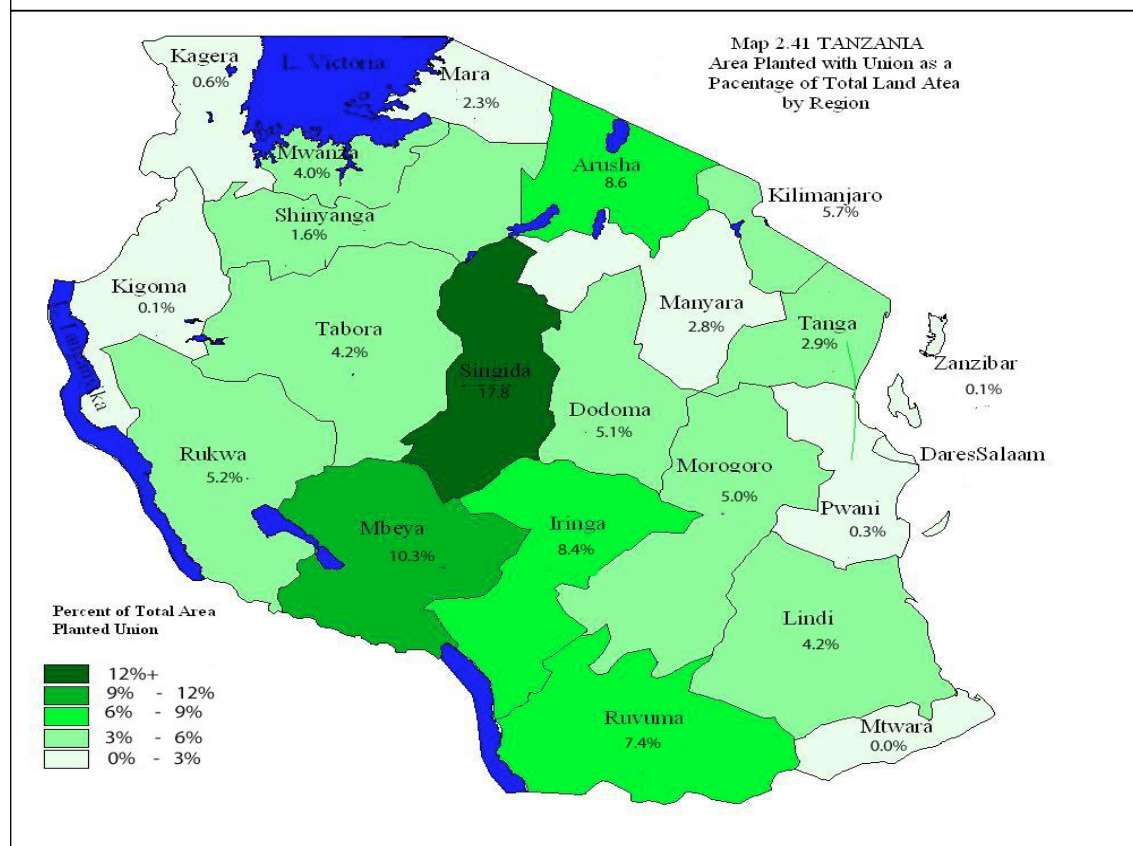 Map 2.41 TANZANIA
Area Planted with Union as a
Pacentage of Total Land Atea
by Region
Kagera
0.6%
L. Victoria
Mara
2.3%
Mwanza
4.0%
Arusha
8.6
Kilimanjaro
5.7%
Shinyanga
1.6%
Kigoma
0.1%
Tabora
4.2%
Manyara
2.8%
Tanga
2.9%
Zanzibar
0.1%
L. Tanganyika
Singida
17.8
Dodoma
5.1%
DaresSalaam
Rukwa
5.2%
Morogoro
5.0%
Pwani
0.3%
Mbeya
10.3%
Iringa
8.4%
Lindi
4.2%
Ruvuma
7.4%
Mtwara
0.0%
Percent of Total Area
Planted Union
12%+
9% - 12%
6% - 9%
3% - 6%
0% - 3%